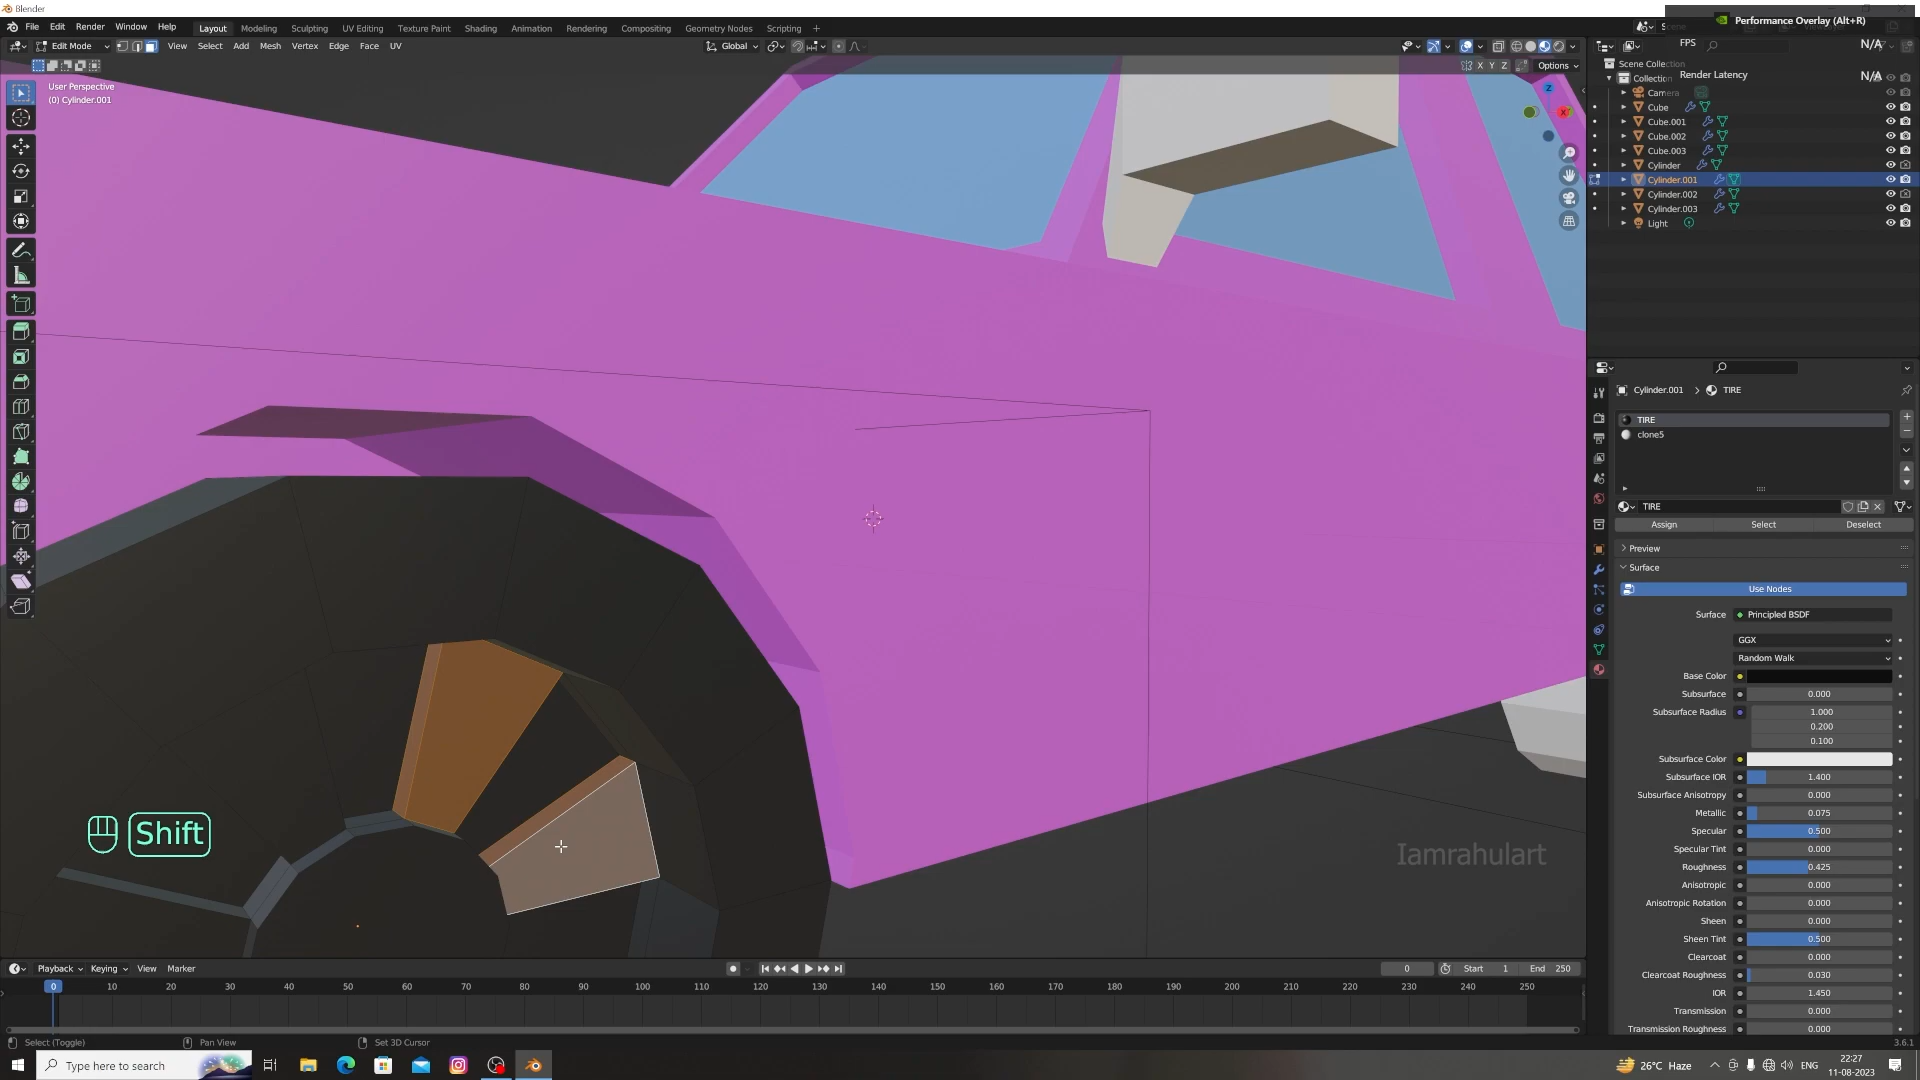 Blender
Performance Overlay (Alt+R)
File Edit Render Window Help
Layout Modeling Sculpting UV Editing Texture Paint Shading Animation Rendering Compositing Geometry Nodes Scripting +
Edit Mode View Select Add Mesh Vertex Edge Face UV
Global
FPS N/A
Render Latency N/A
X Y Z Options
User Perspective
(0) Cylinder.001
Z
X
Scene Collection
Collection
Camera
Cube
Cube.001
Cube.002
Cube.003
Cylinder
Cylinder.001
Cylinder.002
Cylinder.003
Light
Cylinder.001 > TIRE
TIRE
clone5
TIRE
Assign Select Deselect
Preview
Surface
Use Nodes
Surface Principled BSDF
GGX
Random Walk
Base Color
Subsurface 0.000
Subsurface Radius 1.000
0.200
0.100
Subsurface Color
Subsurface IOR 1.400
Subsurface Anisotropy 0.000
Metallic 0.075
Specular 0.500
Specular Tint 0.000
Roughness 0.425
Anisotropic 0.000
Anisotropic Rotation 0.000
Sheen 0.000
Sheen Tint 0.500
Clearcoat 0.000
Clearcoat Roughness 0.030
IOR 1.450
Transmission 0.000
Transmission Roughness 0.000
Shift
Iamrahulart
Playback Keying View Marker
0 Start 1 End 250
0 10 20 30 40 50 60 70 80 90 100 110 120 130 140 150 160 170 180 190 200 210 220 230 240 250
Select (Toggle) Pan View Set 3D Cursor
3.6.1
Type here to search
26°C Haze
ENG
22:27
11-08-2023